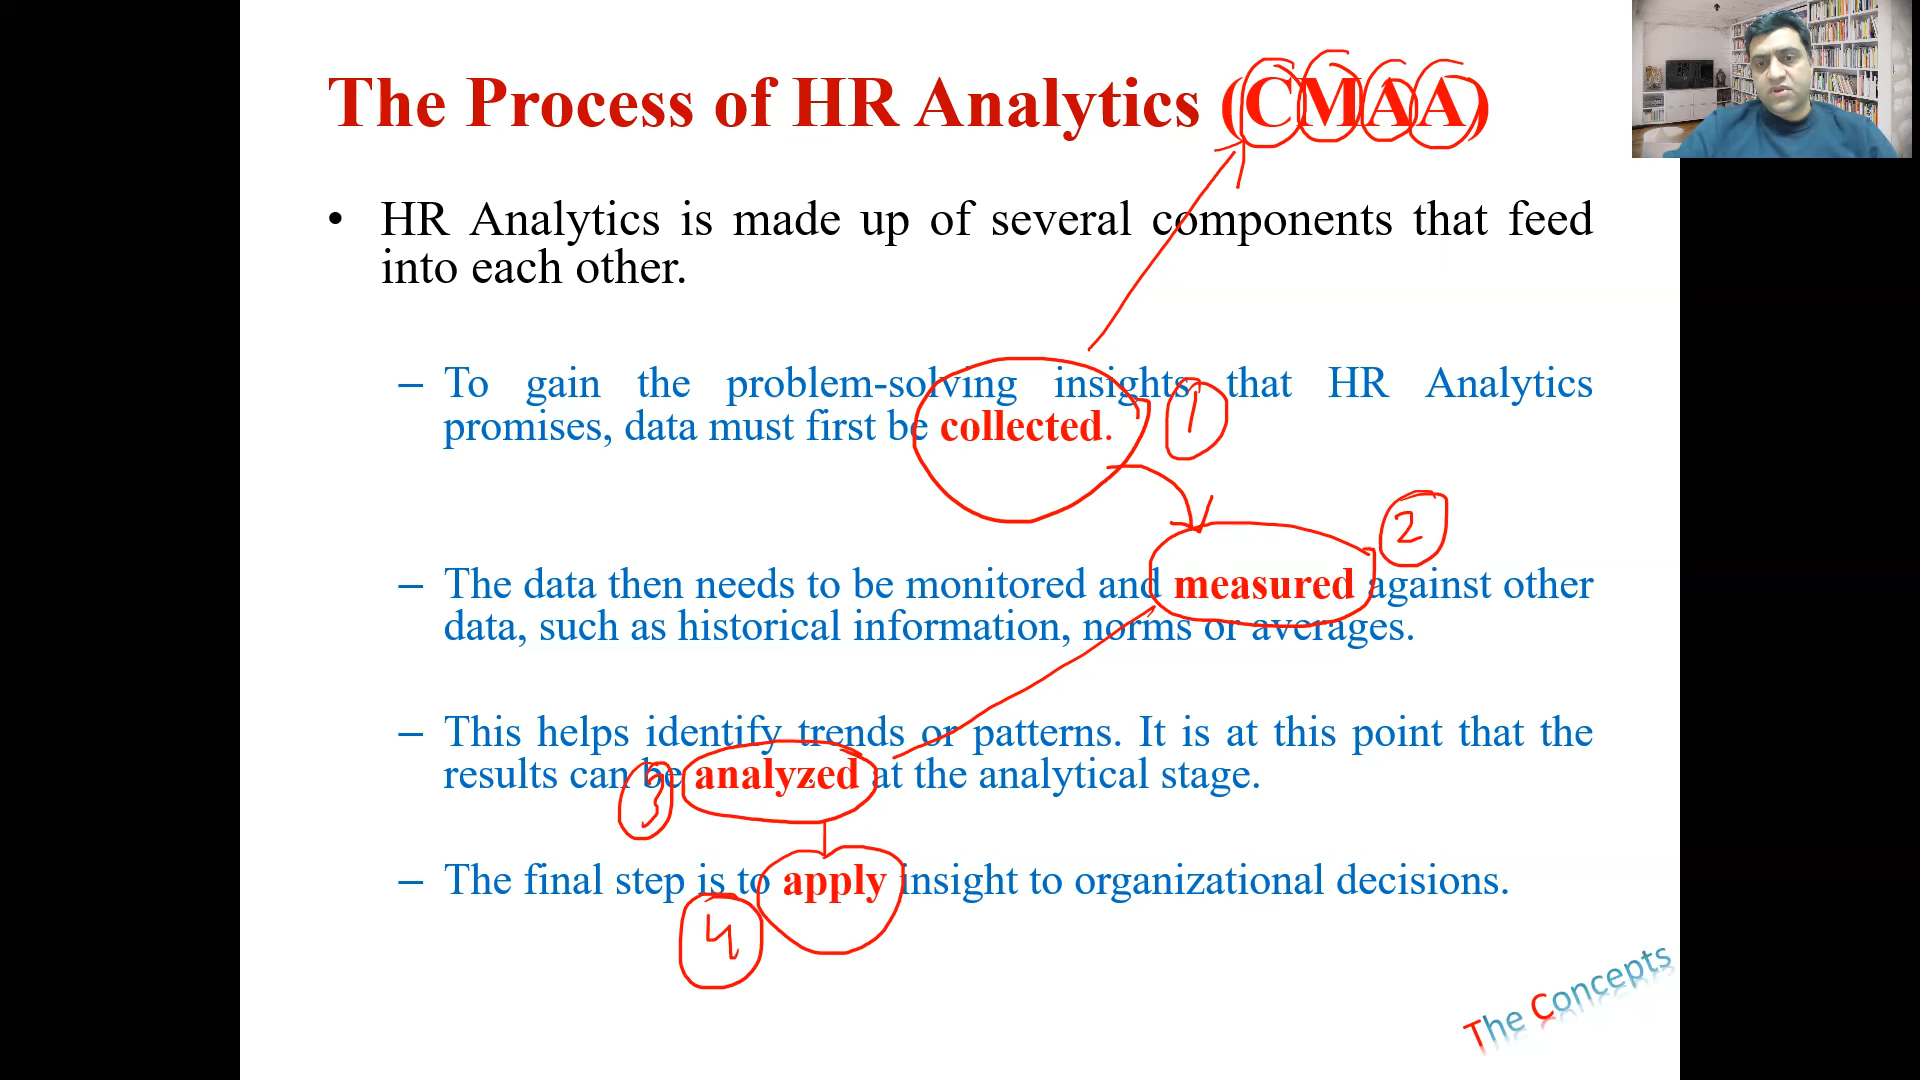 The Process of HR Analytics (CMAA)
• HR Analytics is made up of several components that feed
into each other.
– To gain the problem-solving insights that HR Analytics
promises, data must first be collected.
1
2
– The data then needs to be monitored and measured against other
data, such as historical information, norms or averages.
– This helps identify trends or patterns. It is at this point that the
results can be analyzed at the analytical stage.
3
– The final step is to apply insight to organizational decisions.
4
The Concepts